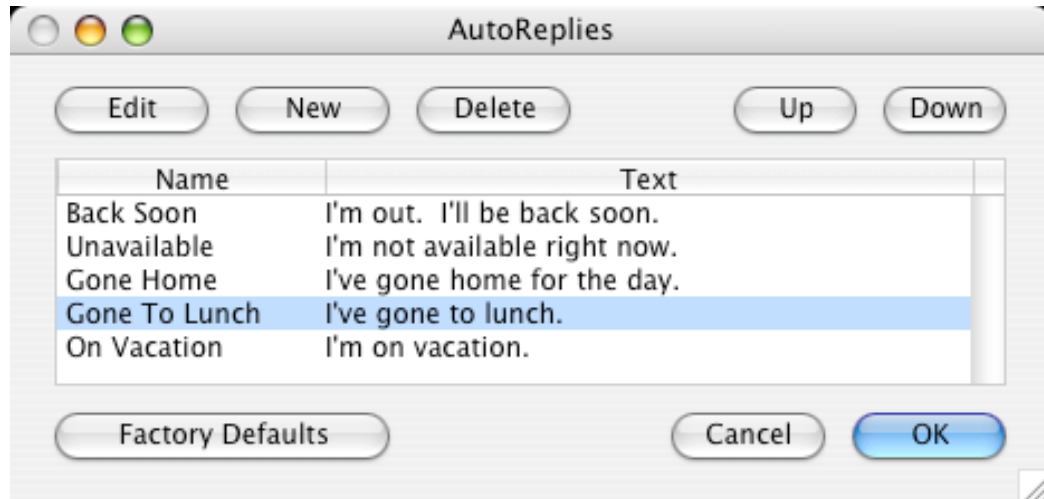 AutoReplies
Edit New Delete Up Down
Name Text
Back Soon I'm out.  I'll be back soon.
Unavailable I'm not available right now.
Gone Home I've gone home for the day.
Gone To Lunch I've gone to lunch.
On Vacation I'm on vacation.
Factory Defaults Cancel OK